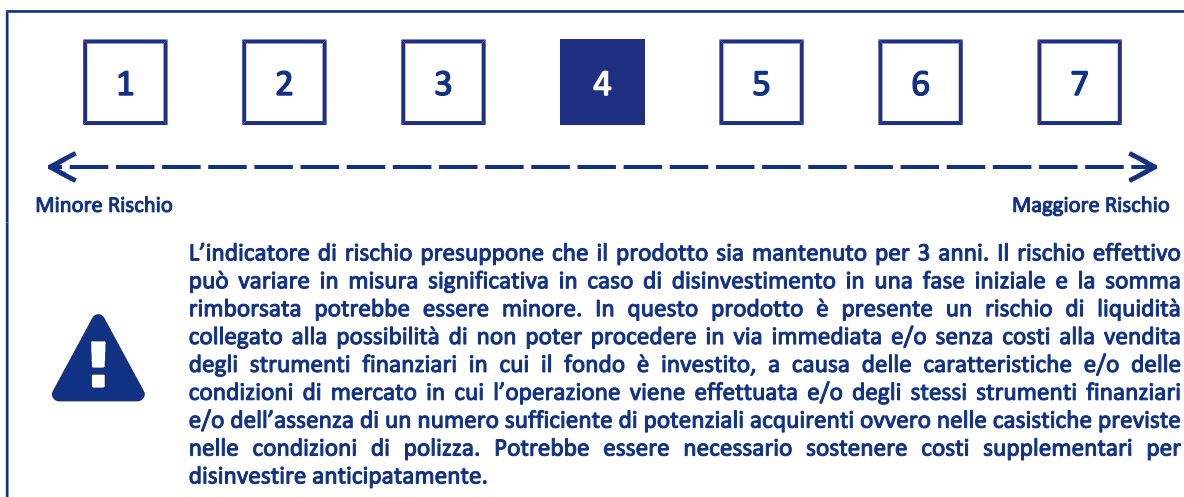 1 2 3 4 5 6 7
Minore Rischio Maggiore Rischio
L’indicatore di rischio presuppone che il prodotto sia mantenuto per 3 anni. Il rischio effettivo
può variare in misura significativa in caso di disinvestimento in una fase iniziale e la somma
rimborsata potrebbe essere minore. In questo prodotto è presente un rischio di liquidità
collegato alla possibilità di non poter procedere in via immediata e/o senza costi alla vendita
degli strumenti finanziari in cui il fondo è investito, a causa delle caratteristiche e/o delle
condizioni di mercato in cui l’operazione viene effettuata e/o degli stessi strumenti finanziari
e/o dell’assenza di un numero sufficiente di potenziali acquirenti ovvero nelle casistiche previste
nelle condizioni di polizza. Potrebbe essere necessario sostenere costi supplementari per
disinvestire anticipatamente.